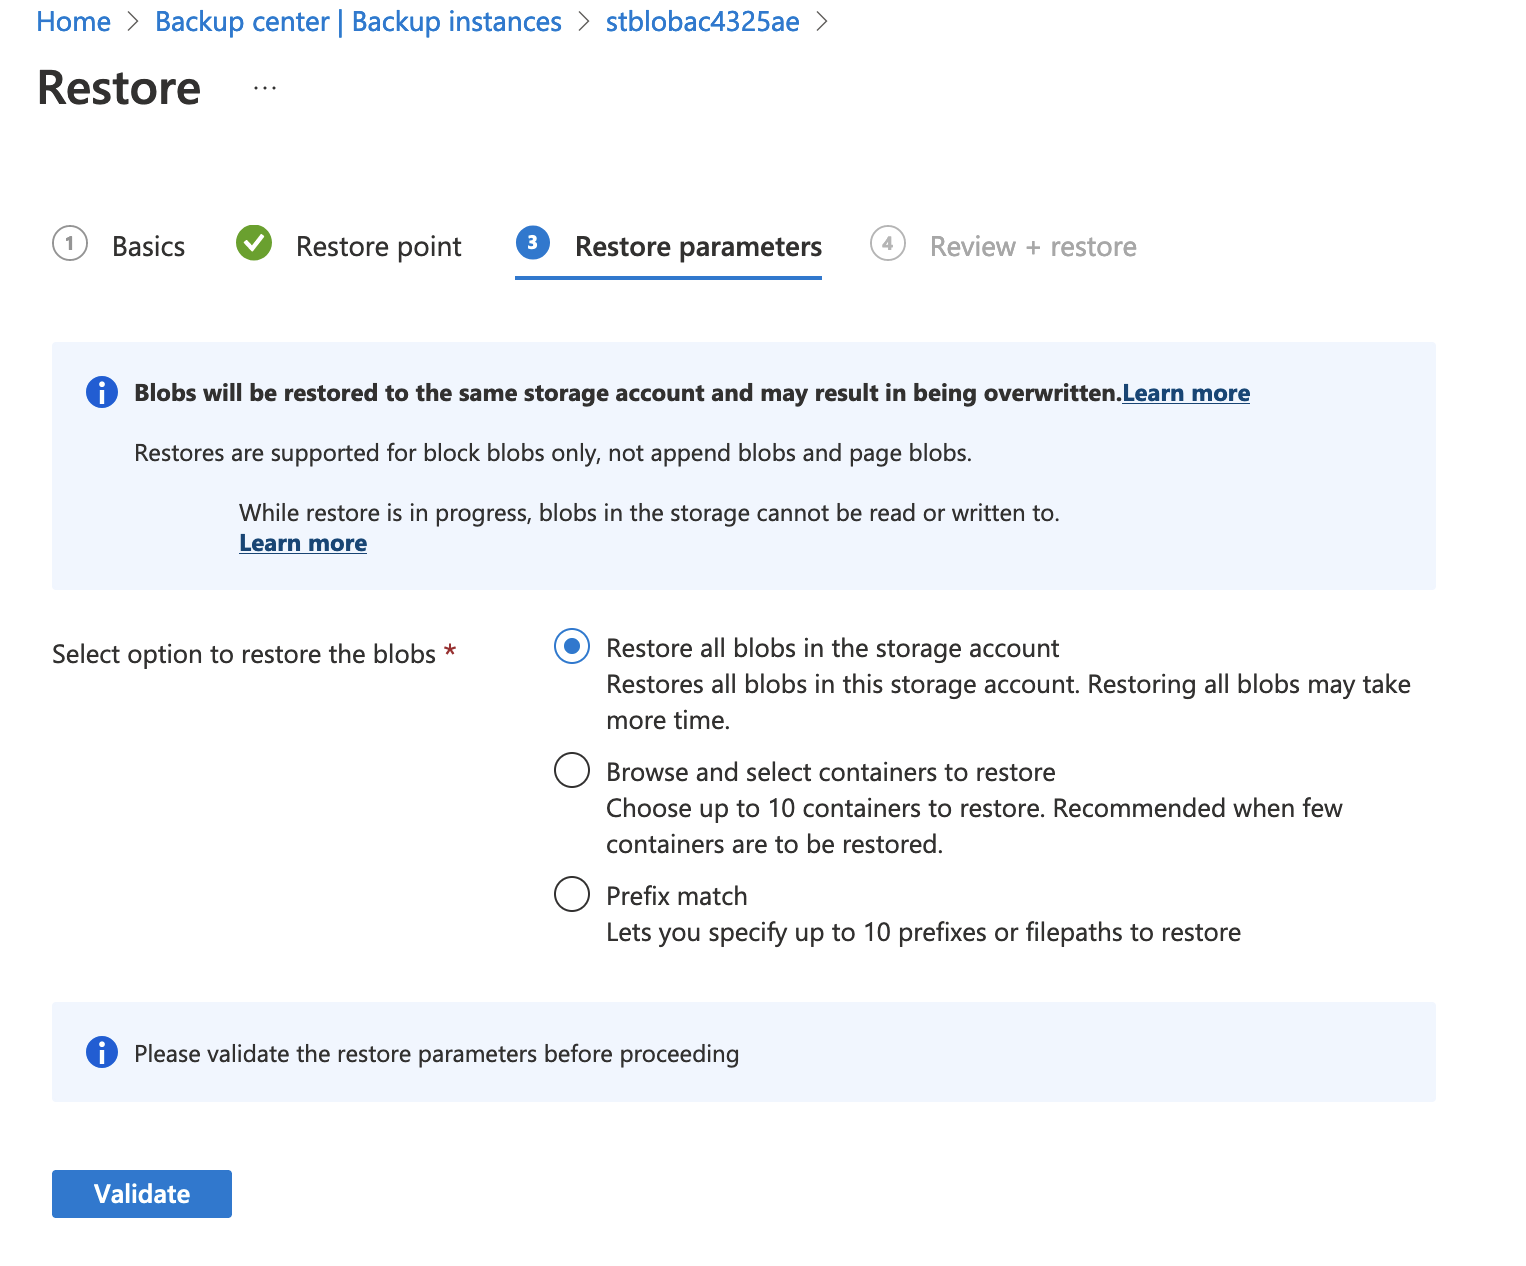 Home > Backup center | Backup instances > stblobac4325ae >
Restore ...
1 Basics Restore point 3 Restore parameters 4 Review + restore
Blobs will be restored to the same storage account and may result in being overwritten.Learn more
Restores are supported for block blobs only, not append blobs and page blobs.
While restore is in progress, blobs in the storage cannot be read or written to.
Learn more
Select option to restore the blobs *
Restore all blobs in the storage account
Restores all blobs in this storage account. Restoring all blobs may take
more time.
Browse and select containers to restore
Choose up to 10 containers to restore. Recommended when few
containers are to be restored.
Prefix match
Lets you specify up to 10 prefixes or filepaths to restore
Please validate the restore parameters before proceeding
Validate